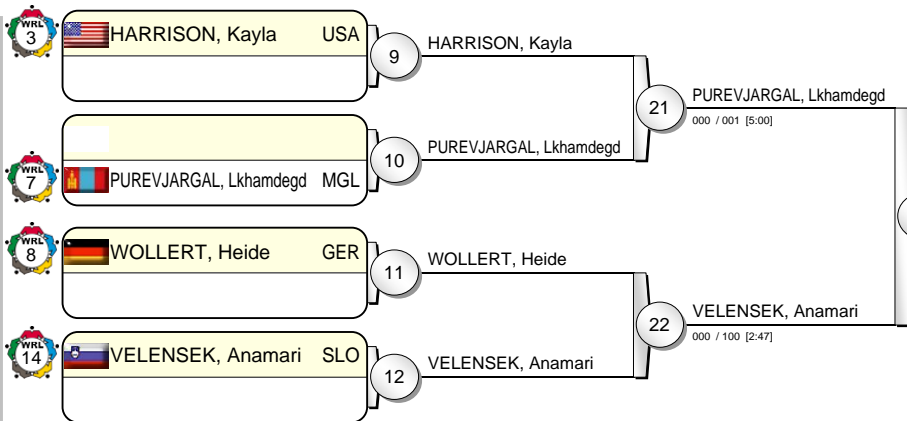 WRL
3
HARRISON, Kayla USA
9
HARRISON, Kayla
21
PUREVJARGAL, Lkhamdegd
000 / 001 [5:00]
10
PUREVJARGAL, Lkhamdegd
WRL
7
PUREVJARGAL, Lkhamdegd MGL
WRL
8
WOLLERT, Heide GER
11
WOLLERT, Heide
22
VELENSEK, Anamari
000 / 100 [2:47]
WRL
14
VELENSEK, Anamari SLO
12
VELENSEK, Anamari